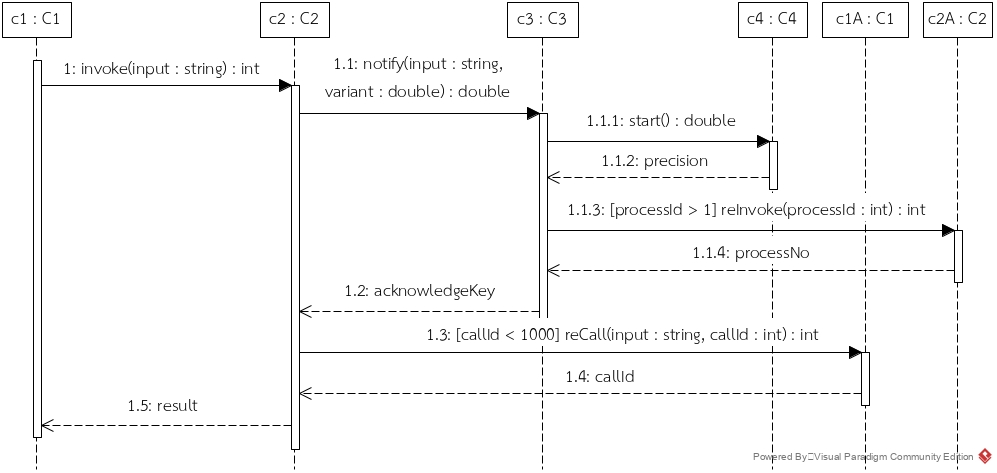 c1 : C1
c2 : C2
c3 : C3
c4 : C4
c1A : C1
c2A : C2
1: invoke(input : string) : int
1.1: notify(input : string,
variant : double) : double
1.1.1: start() : double
1.1.2: precision
1.1.3: [processId > 1] reInvoke(processId : int) : int
1.1.4: processNo
1.2: acknowledgeKey
1.3: [callId < 1000] reCall(input : string, callId : int) : int
1.4: callId
1.5: result
Powered By Visual Paradigm Community Edition